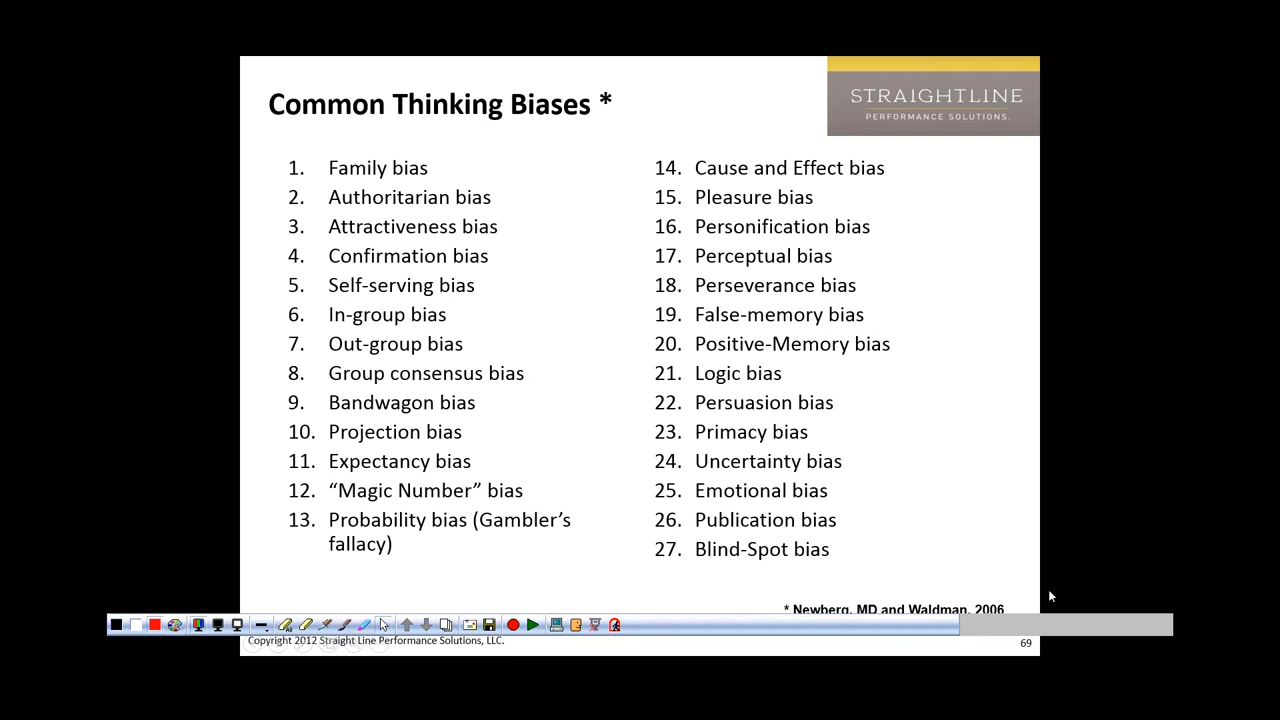 Common Thinking Biases *
STRAIGHTLINE
PERFORMANCE SOLUTIONS.
1. Family bias
2. Authoritarian bias
3. Attractiveness bias
4. Confirmation bias
5. Self-serving bias
6. In-group bias
7. Out-group bias
8. Group consensus bias
9. Bandwagon bias
10. Projection bias
11. Expectancy bias
12. “Magic Number” bias
13. Probability bias (Gambler’s
fallacy)
14. Cause and Effect bias
15. Pleasure bias
16. Personification bias
17. Perceptual bias
18. Perseverance bias
19. False-memory bias
20. Positive-Memory bias
21. Logic bias
22. Persuasion bias
23. Primacy bias
24. Uncertainty bias
25. Emotional bias
26. Publication bias
27. Blind-Spot bias
* Newberg, MD and Waldman, 2006
Copyright 2012 Straight Line Performance Solutions, LLC.
69